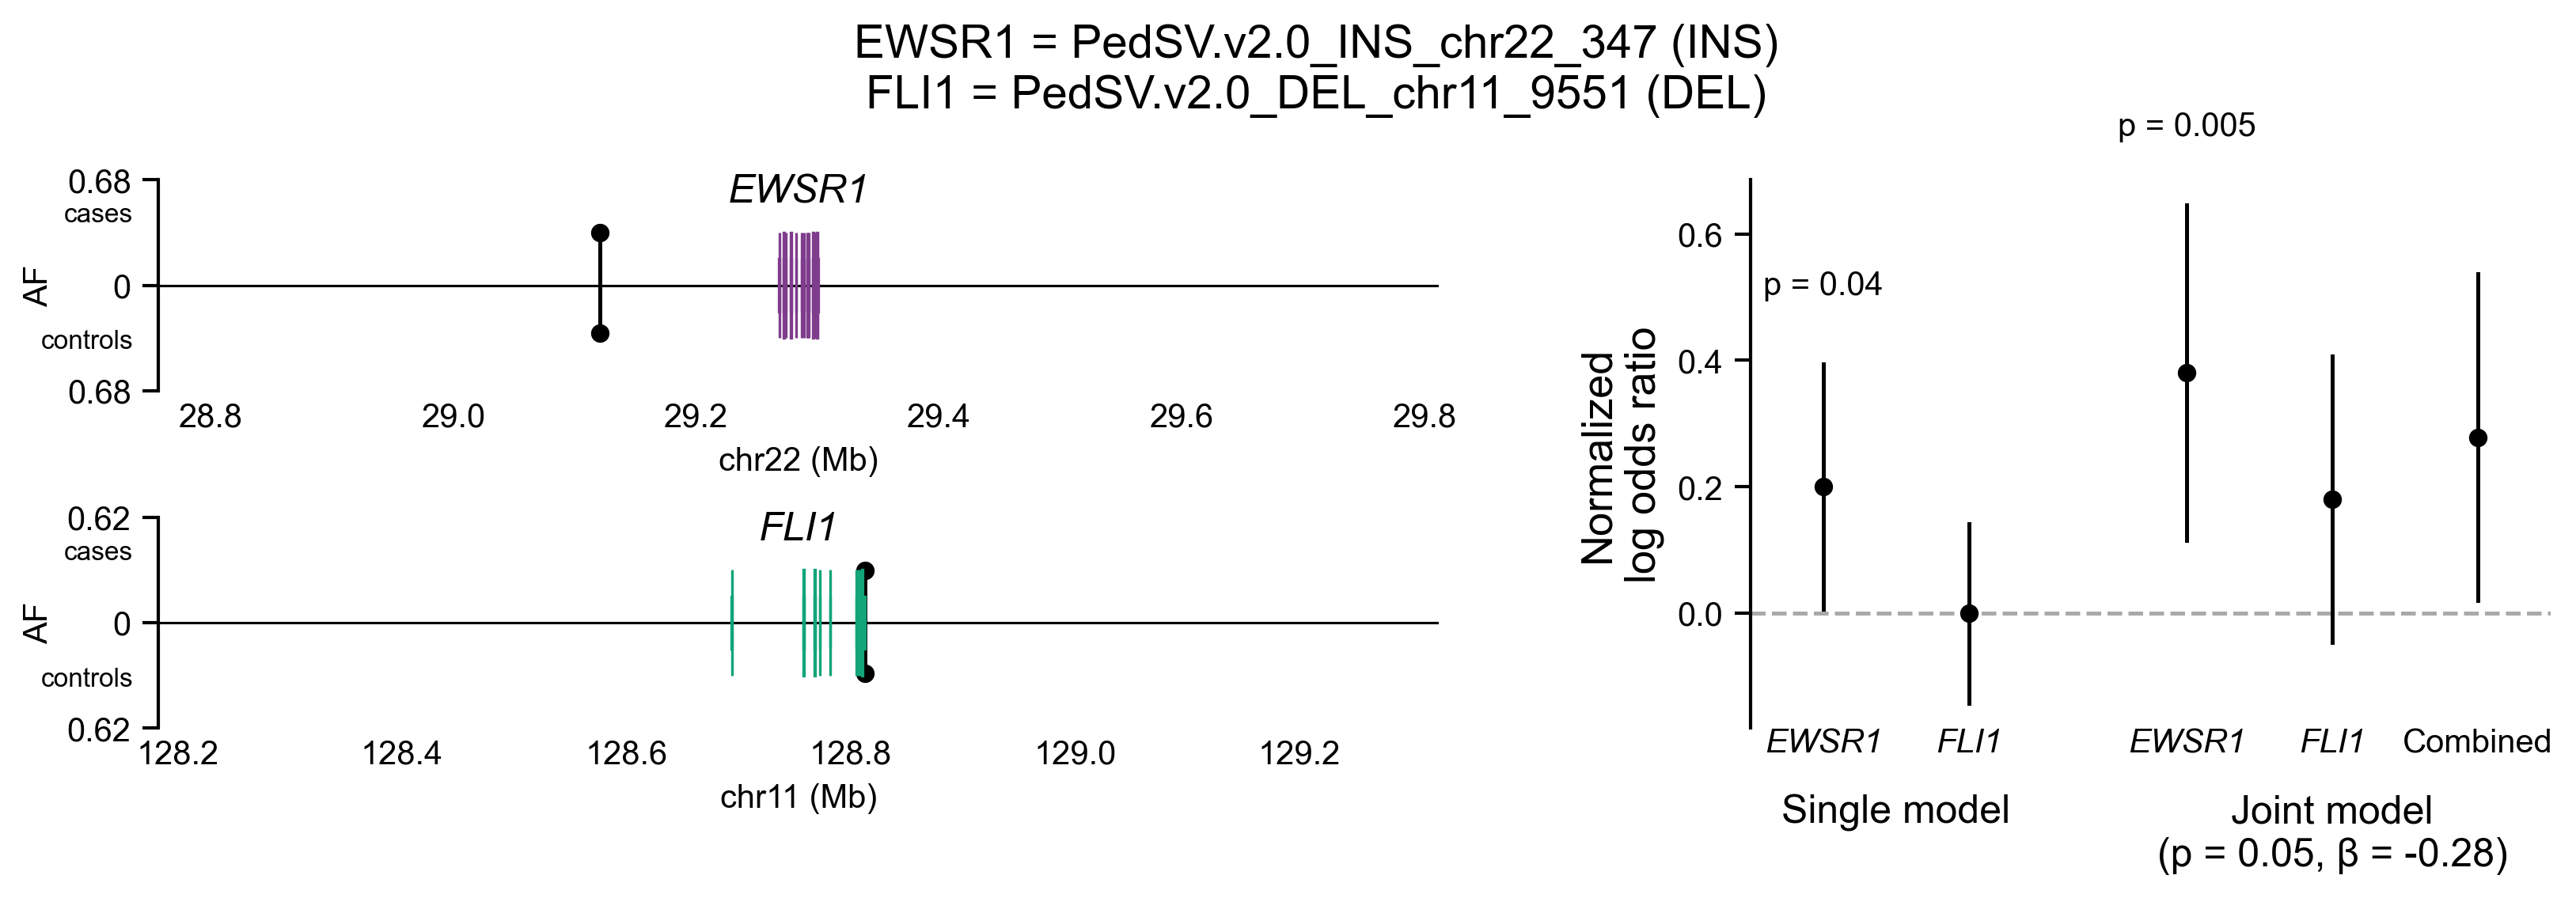 EWSR1 = PedSV.v2.0_INS_chr22_347 (INS)
FLI1 = PedSV.v2.0_DEL_chr11_9551 (DEL)
0.68
cases
AF
0
controls
0.68
EWSR1
28.8 29.0 29.2 29.4 29.6 29.8
chr22 (Mb)
0.62
cases
AF
0
controls
0.62
FLI1
128.2 128.4 128.6 128.8 129.0 129.2
chr11 (Mb)
Normalized
log odds ratio
0.6
0.4
0.2
0.0
p = 0.04
p = 0.005
EWSR1 FLI1 EWSR1 FLI1 Combined
Single model
Joint model
(p = 0.05, β = -0.28)